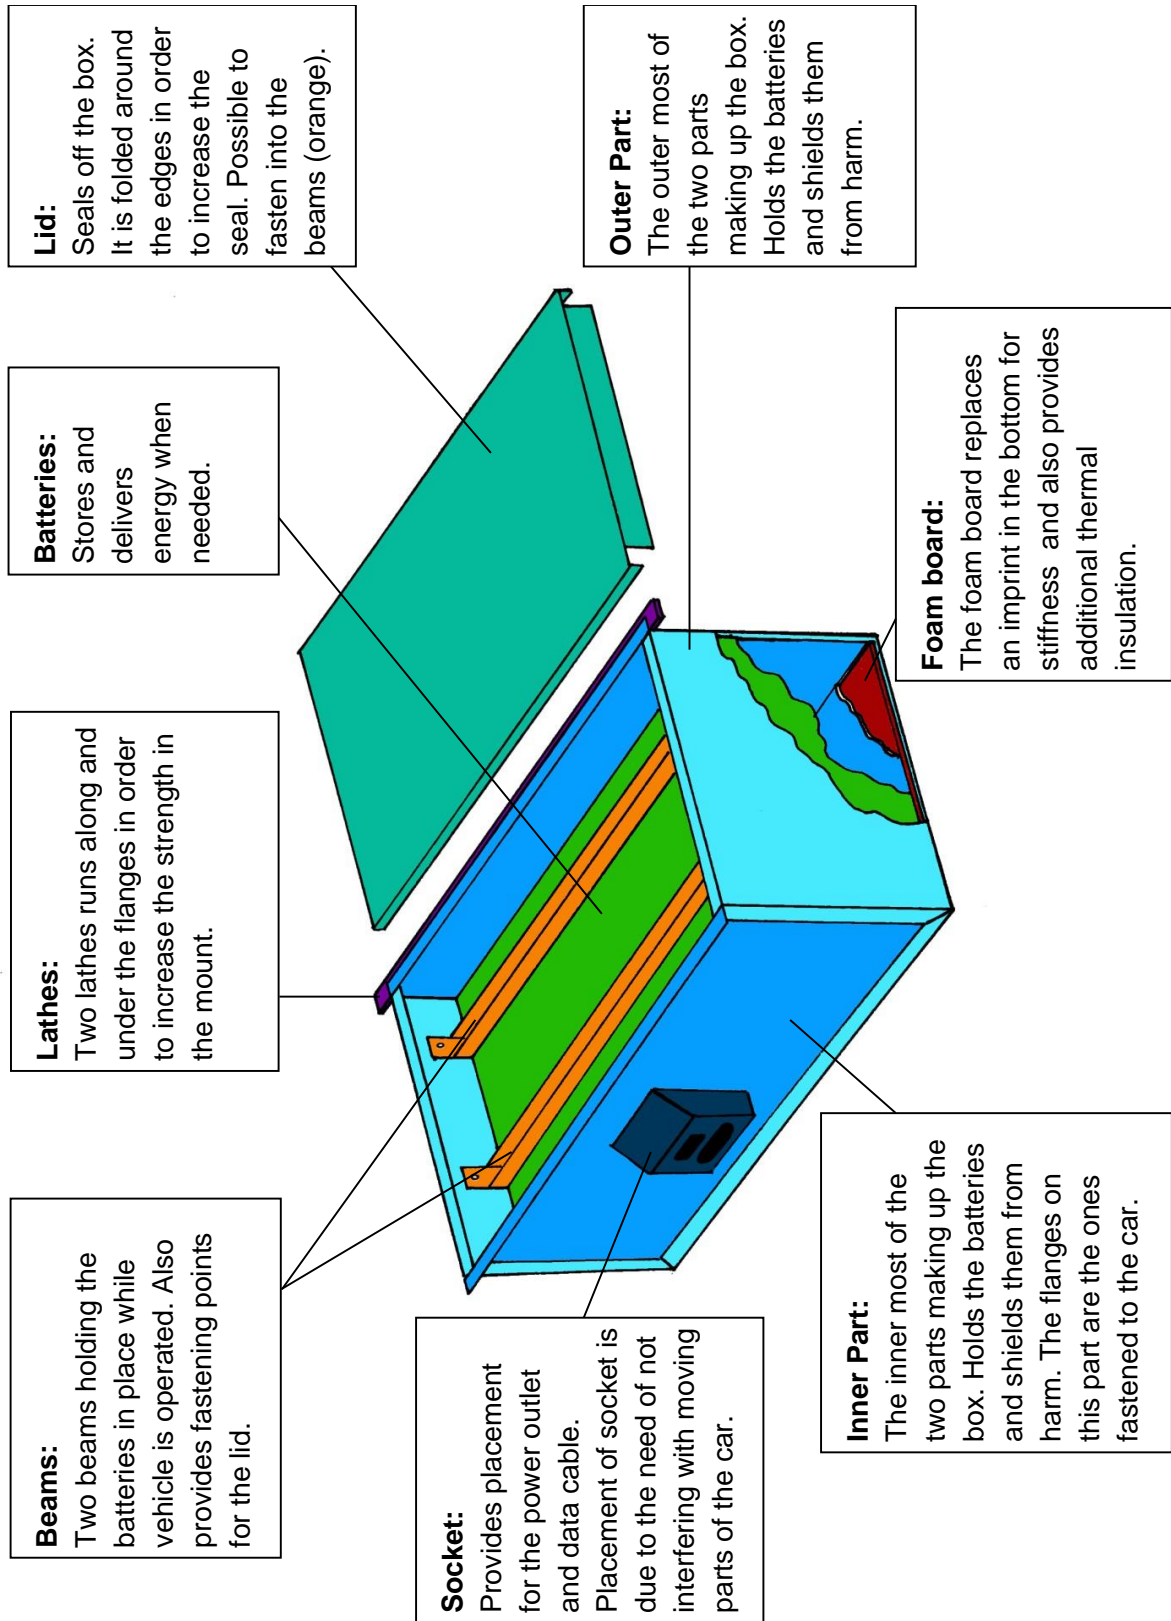 Beams:
Two beams holding the
batteries in place while
vehicle is operated. Also
provides fastening points
for the lid.
Lathes:
Two lathes runs along and
under the flanges in order
to increase the strength in
the mount.
Batteries:
Stores and
delivers
energy when
needed.
Lid:
Seals off the box.
It is folded around
the edges in order
to increase the
seal. Possible to
fasten into the
beams (orange).
Socket:
Provides placement
for the power outlet
and data cable.
Placement of socket is
due to the need of not
interfering with moving
parts of the car.
Outer Part:
The outer most of
the two parts
making up the box.
Holds the batteries
and shields them
from harm.
Inner Part:
The inner most of the
two parts making up the
box. Holds the batteries
and shields them from
harm. The flanges on
this part are the ones
fastened to the car.
Foam board:
The foam board replaces
an imprint in the bottom for
stiffness and also provides
additional thermal
insulation.